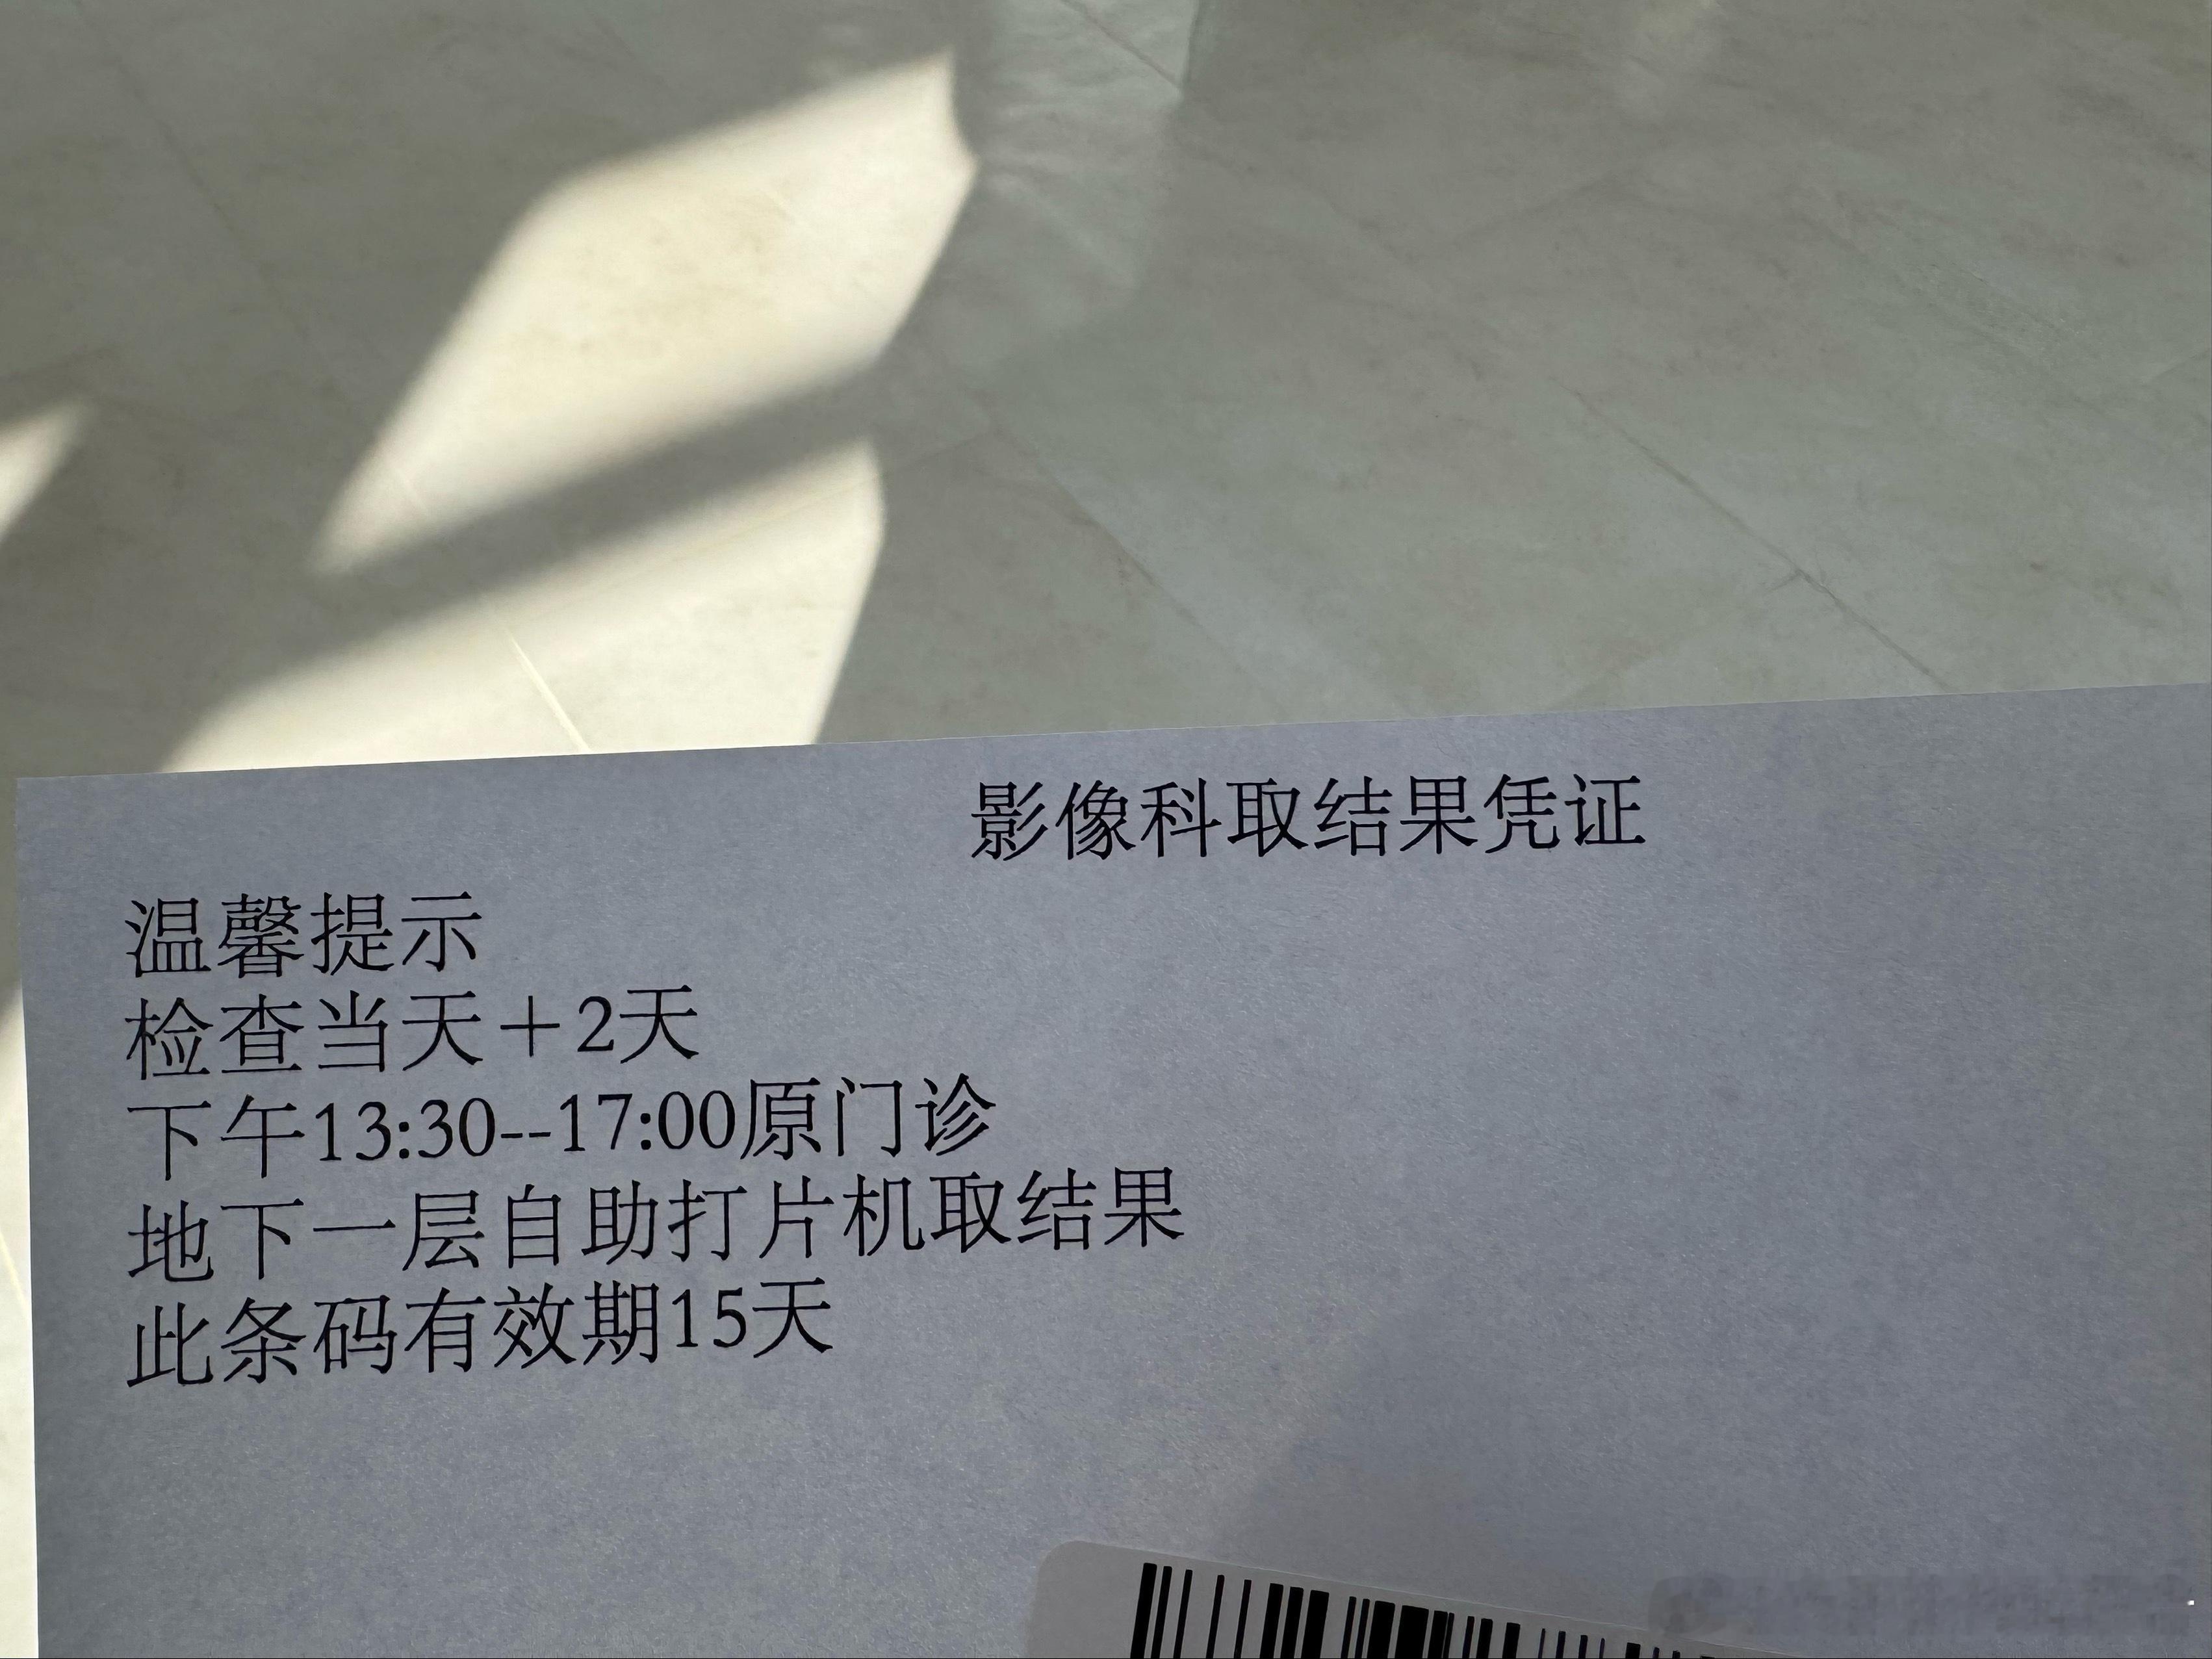 影像科取结果凭证
温馨提示
检查当天+2天
下午13:30--17:00原门诊
地下一层自助打片机取结果
此条码有效期15天